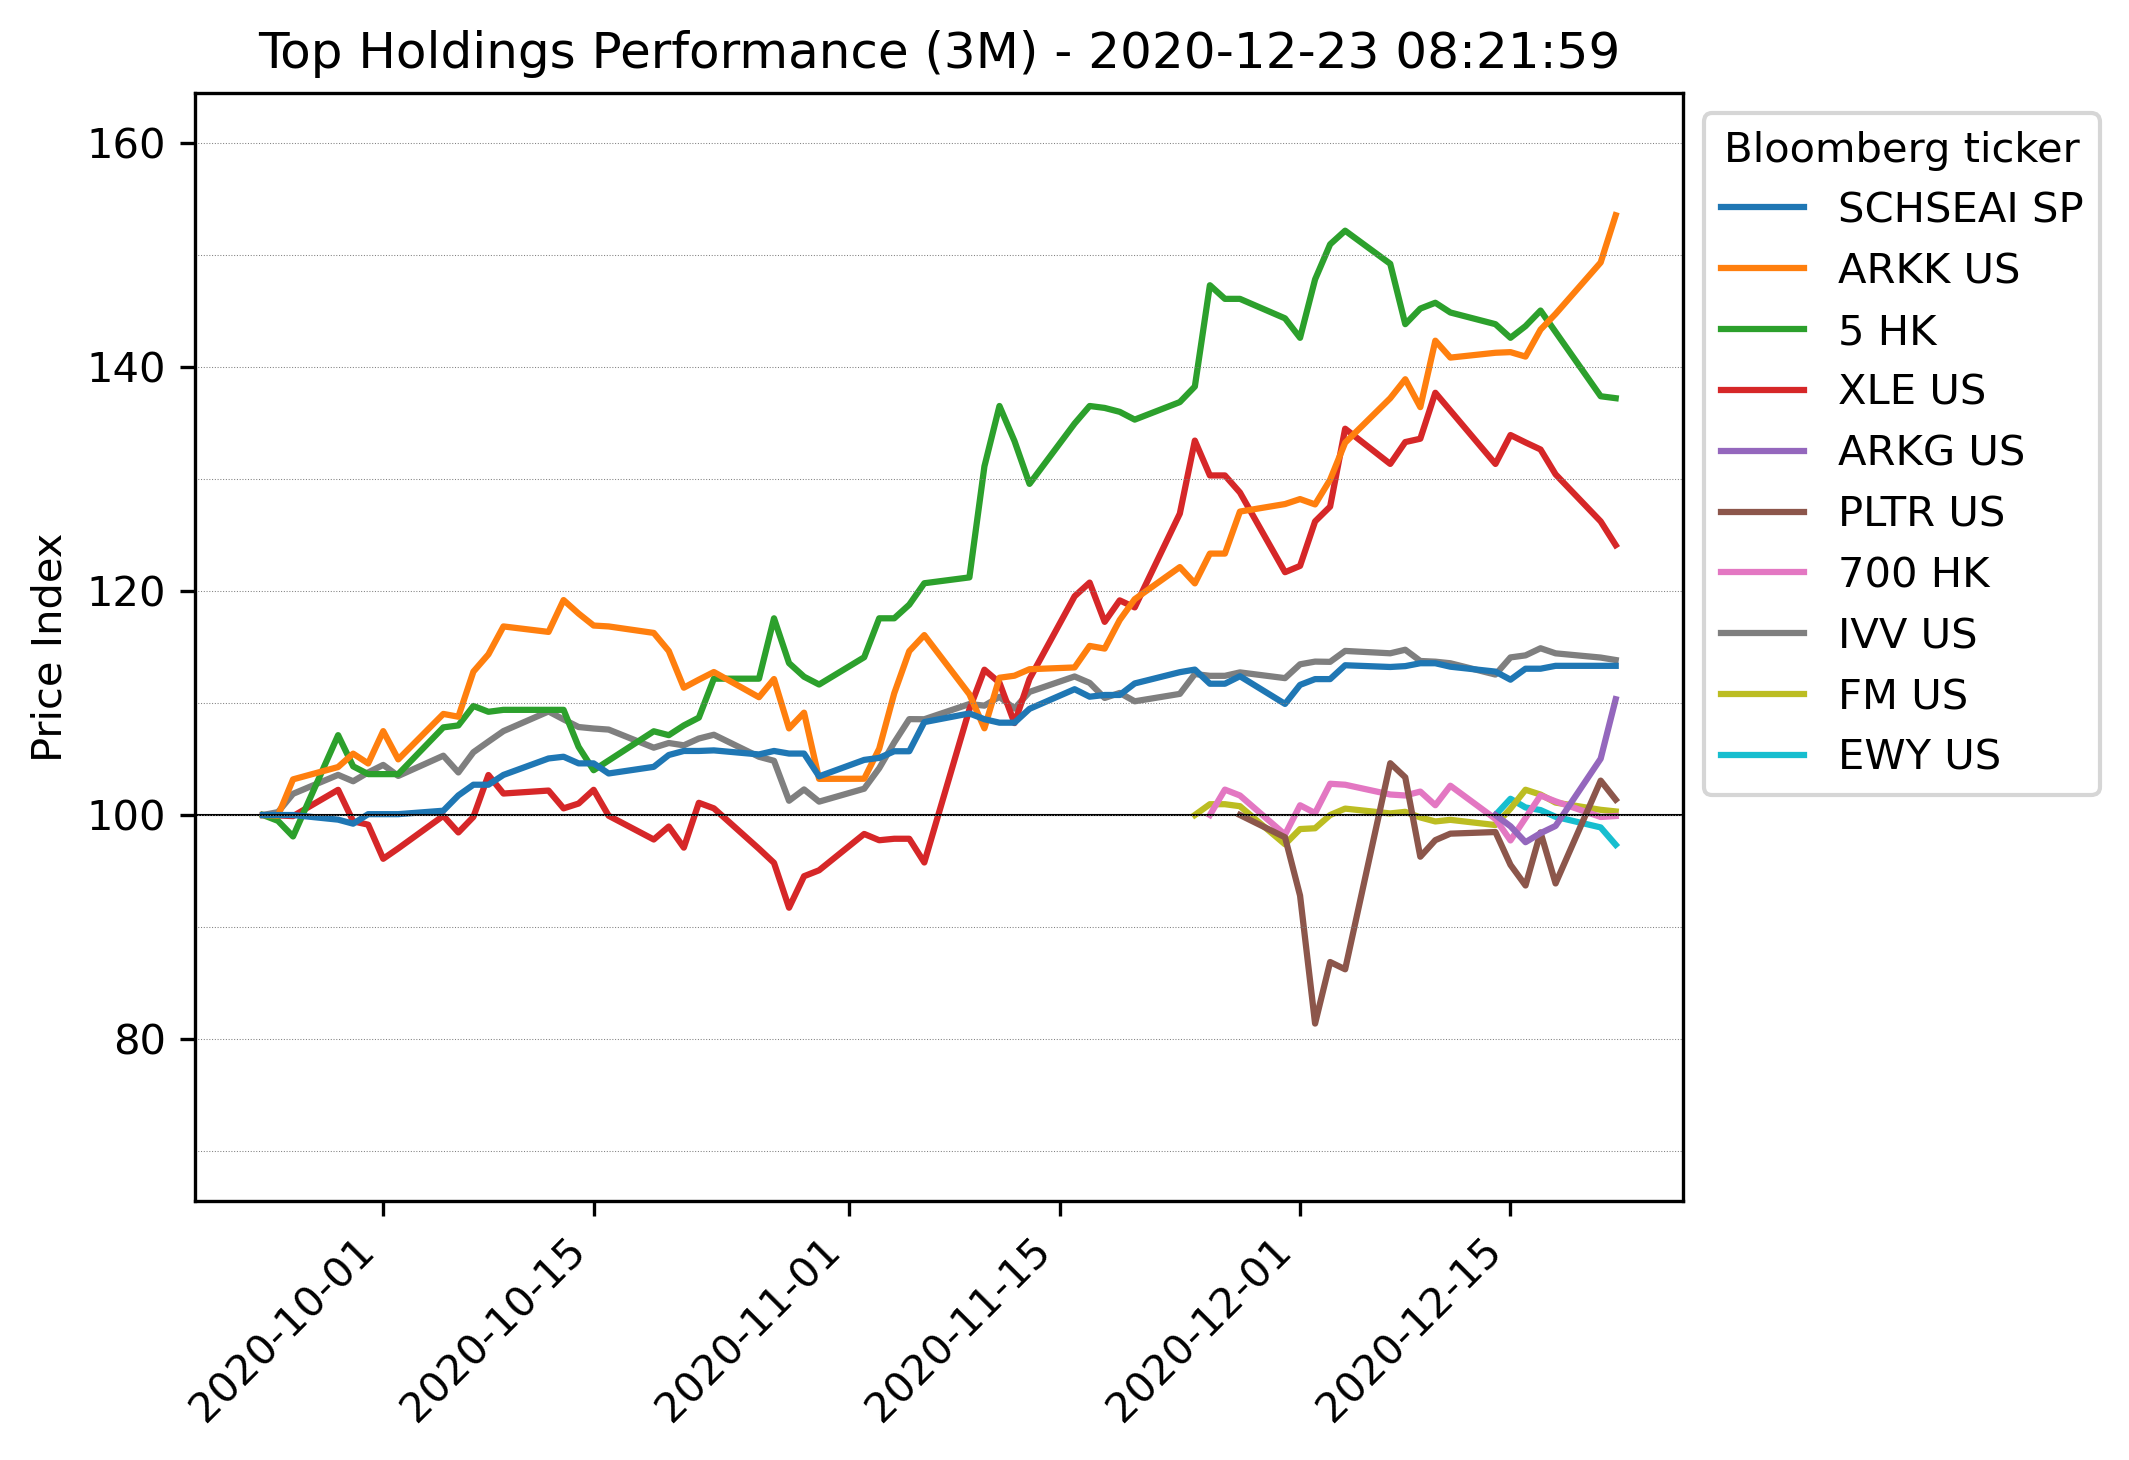 Top Holdings Performance (3M) - 2020-12-23 08:21:59
Price Index
160
140
120
100
80
2020-10-01
2020-10-15
2020-11-01
2020-11-15
2020-12-01
2020-12-15
Bloomberg ticker
SCHSEAI SP
ARKK US
5 HK
XLE US
ARKG US
PLTR US
700 HK
IVV US
FM US
EWY US